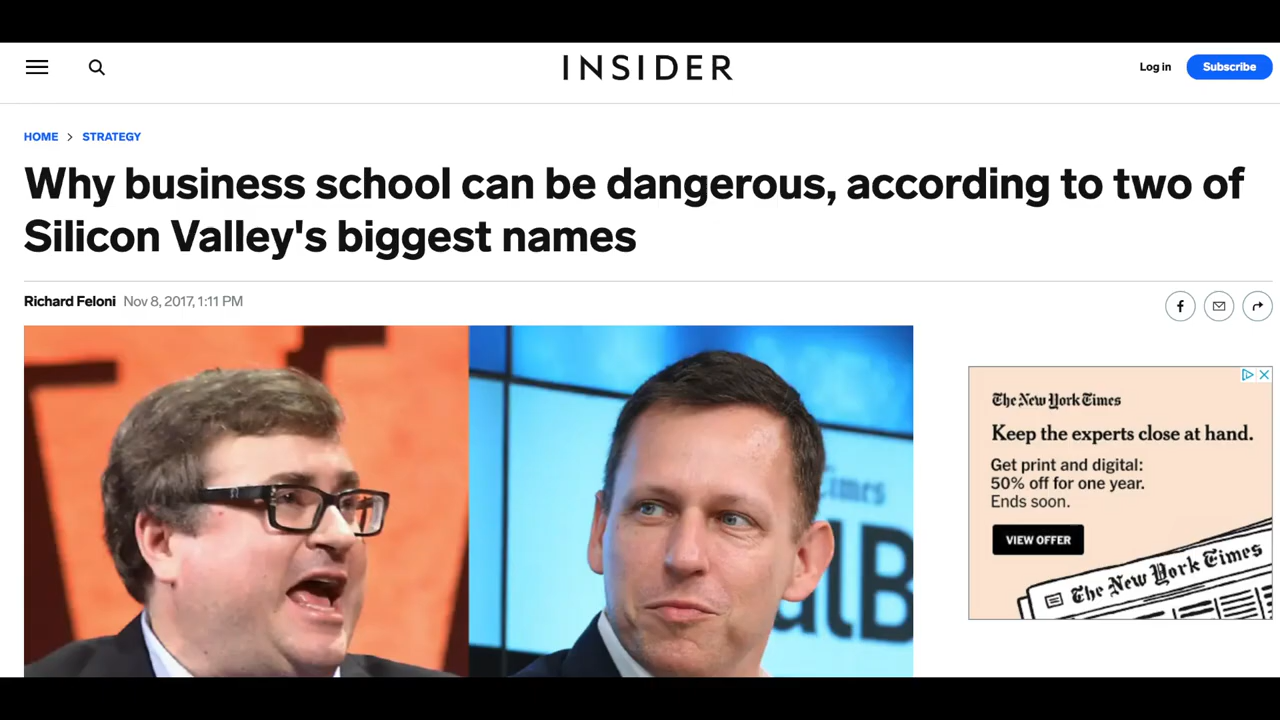 INSIDER
Log in
Subscribe
HOME > STRATEGY
Why business school can be dangerous, according to two of
Silicon Valley's biggest names
Richard Feloni Nov 8, 2017, 1:11 PM
The New York Times
Keep the experts close at hand.
Get print and digital:
50% off for one year.
Ends soon.
VIEW OFFER
The New York Times
imes
alB